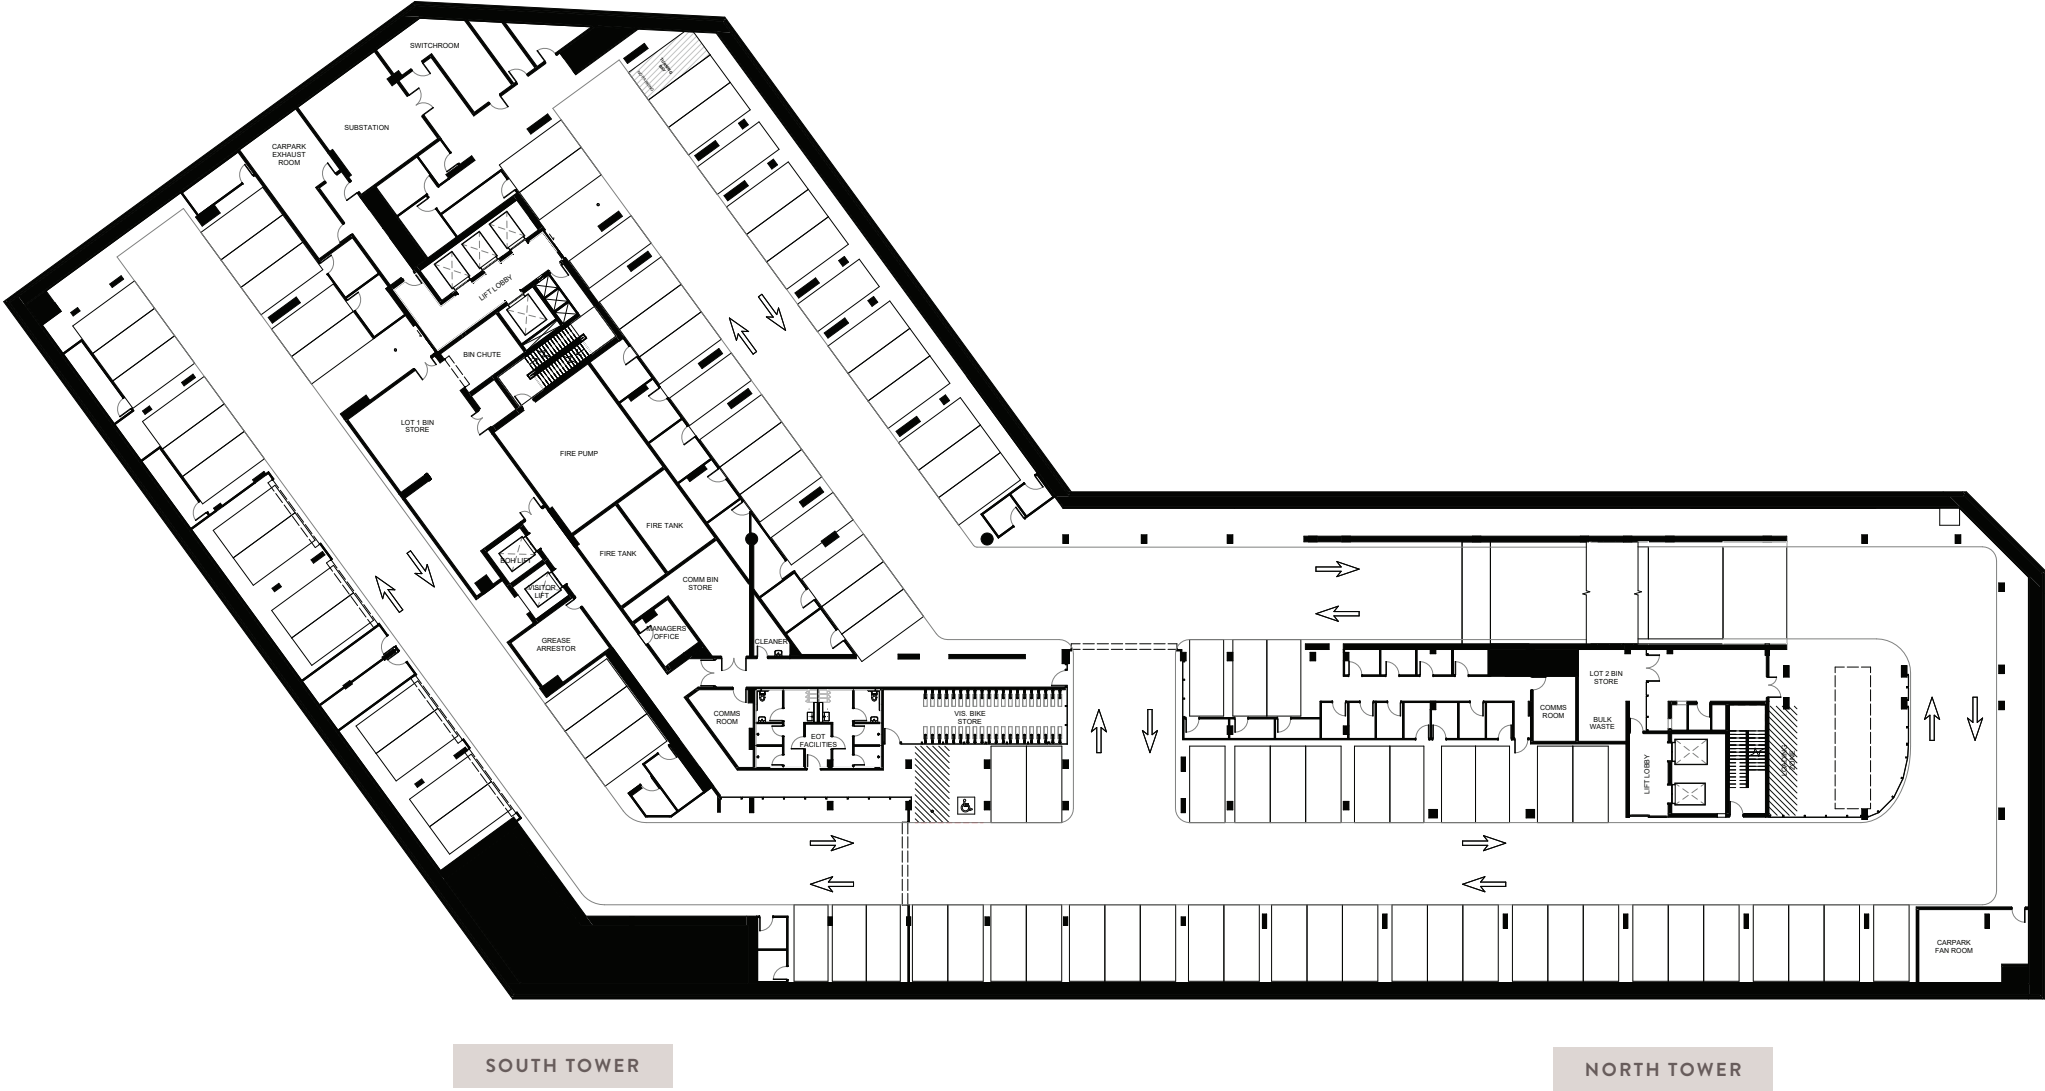 SWITCHROOM
SUBSTATION
CARPARK
EXHAUST
ROOM
LIFT LOBBY
BIN CHUTE
LOT 1 BIN
STORE
FIRE PUMP
FIRE TANK
FIRE TANK
BOH LIFT
VISITOR
LIFT
COMM BIN
STORE
GREASE
ARRESTOR
MANAGERS
OFFICE
CLEANER
COMMS
ROOM
EOT
FACILITIES
VIS. BIKE
STORE
LOT 2 BIN
STORE
COMMS
ROOM
BULK
WASTE
LIFT LOBBY
CARPARK
FAN ROOM
SOUTH TOWER
NORTH TOWER